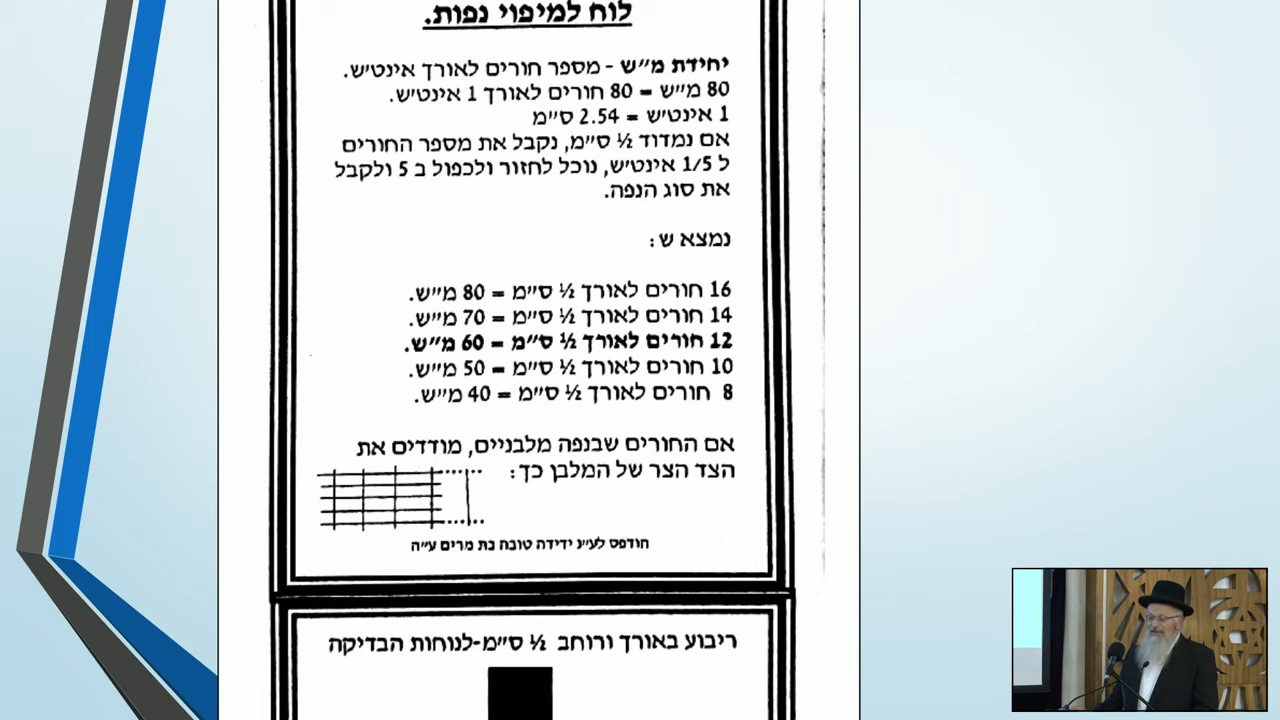 לוח למיפוי נפות.
יחידת מ״ש - מספר חורים לאורך אינטש.
80 מ״ש = 80 חורים לאורך 1 אינטש.
1 אינטש = 2.54 ס״מ
אם נמדוד ½ ס״מ, נקבל את מספר החורים
ל 1/5 אינטש, נוכל לחזור ולכפול ב 5 ולקבל
את סוג הנפה.
נמצא ש:
16 חורים לאורך ½ ס״מ = 80 מ״ש.
14 חורים לאורך ½ ס״מ = 70 מ״ש.
12 חורים לאורך ½ ס״מ = 60 מ״ש.
10 חורים לאורך ½ ס״מ = 50 מ״ש.
8 חורים לאורך ½ ס״מ = 40 מ״ש.
אם החורים שבנפה מלבניים, מודדים את
הצד הצר של המלבן כך:
חודפס לע״נ ידידה טובה בת מרים ע״ה
ריבוע באורך ורוחב ½ ס״מ-לנוחות הבדיקה